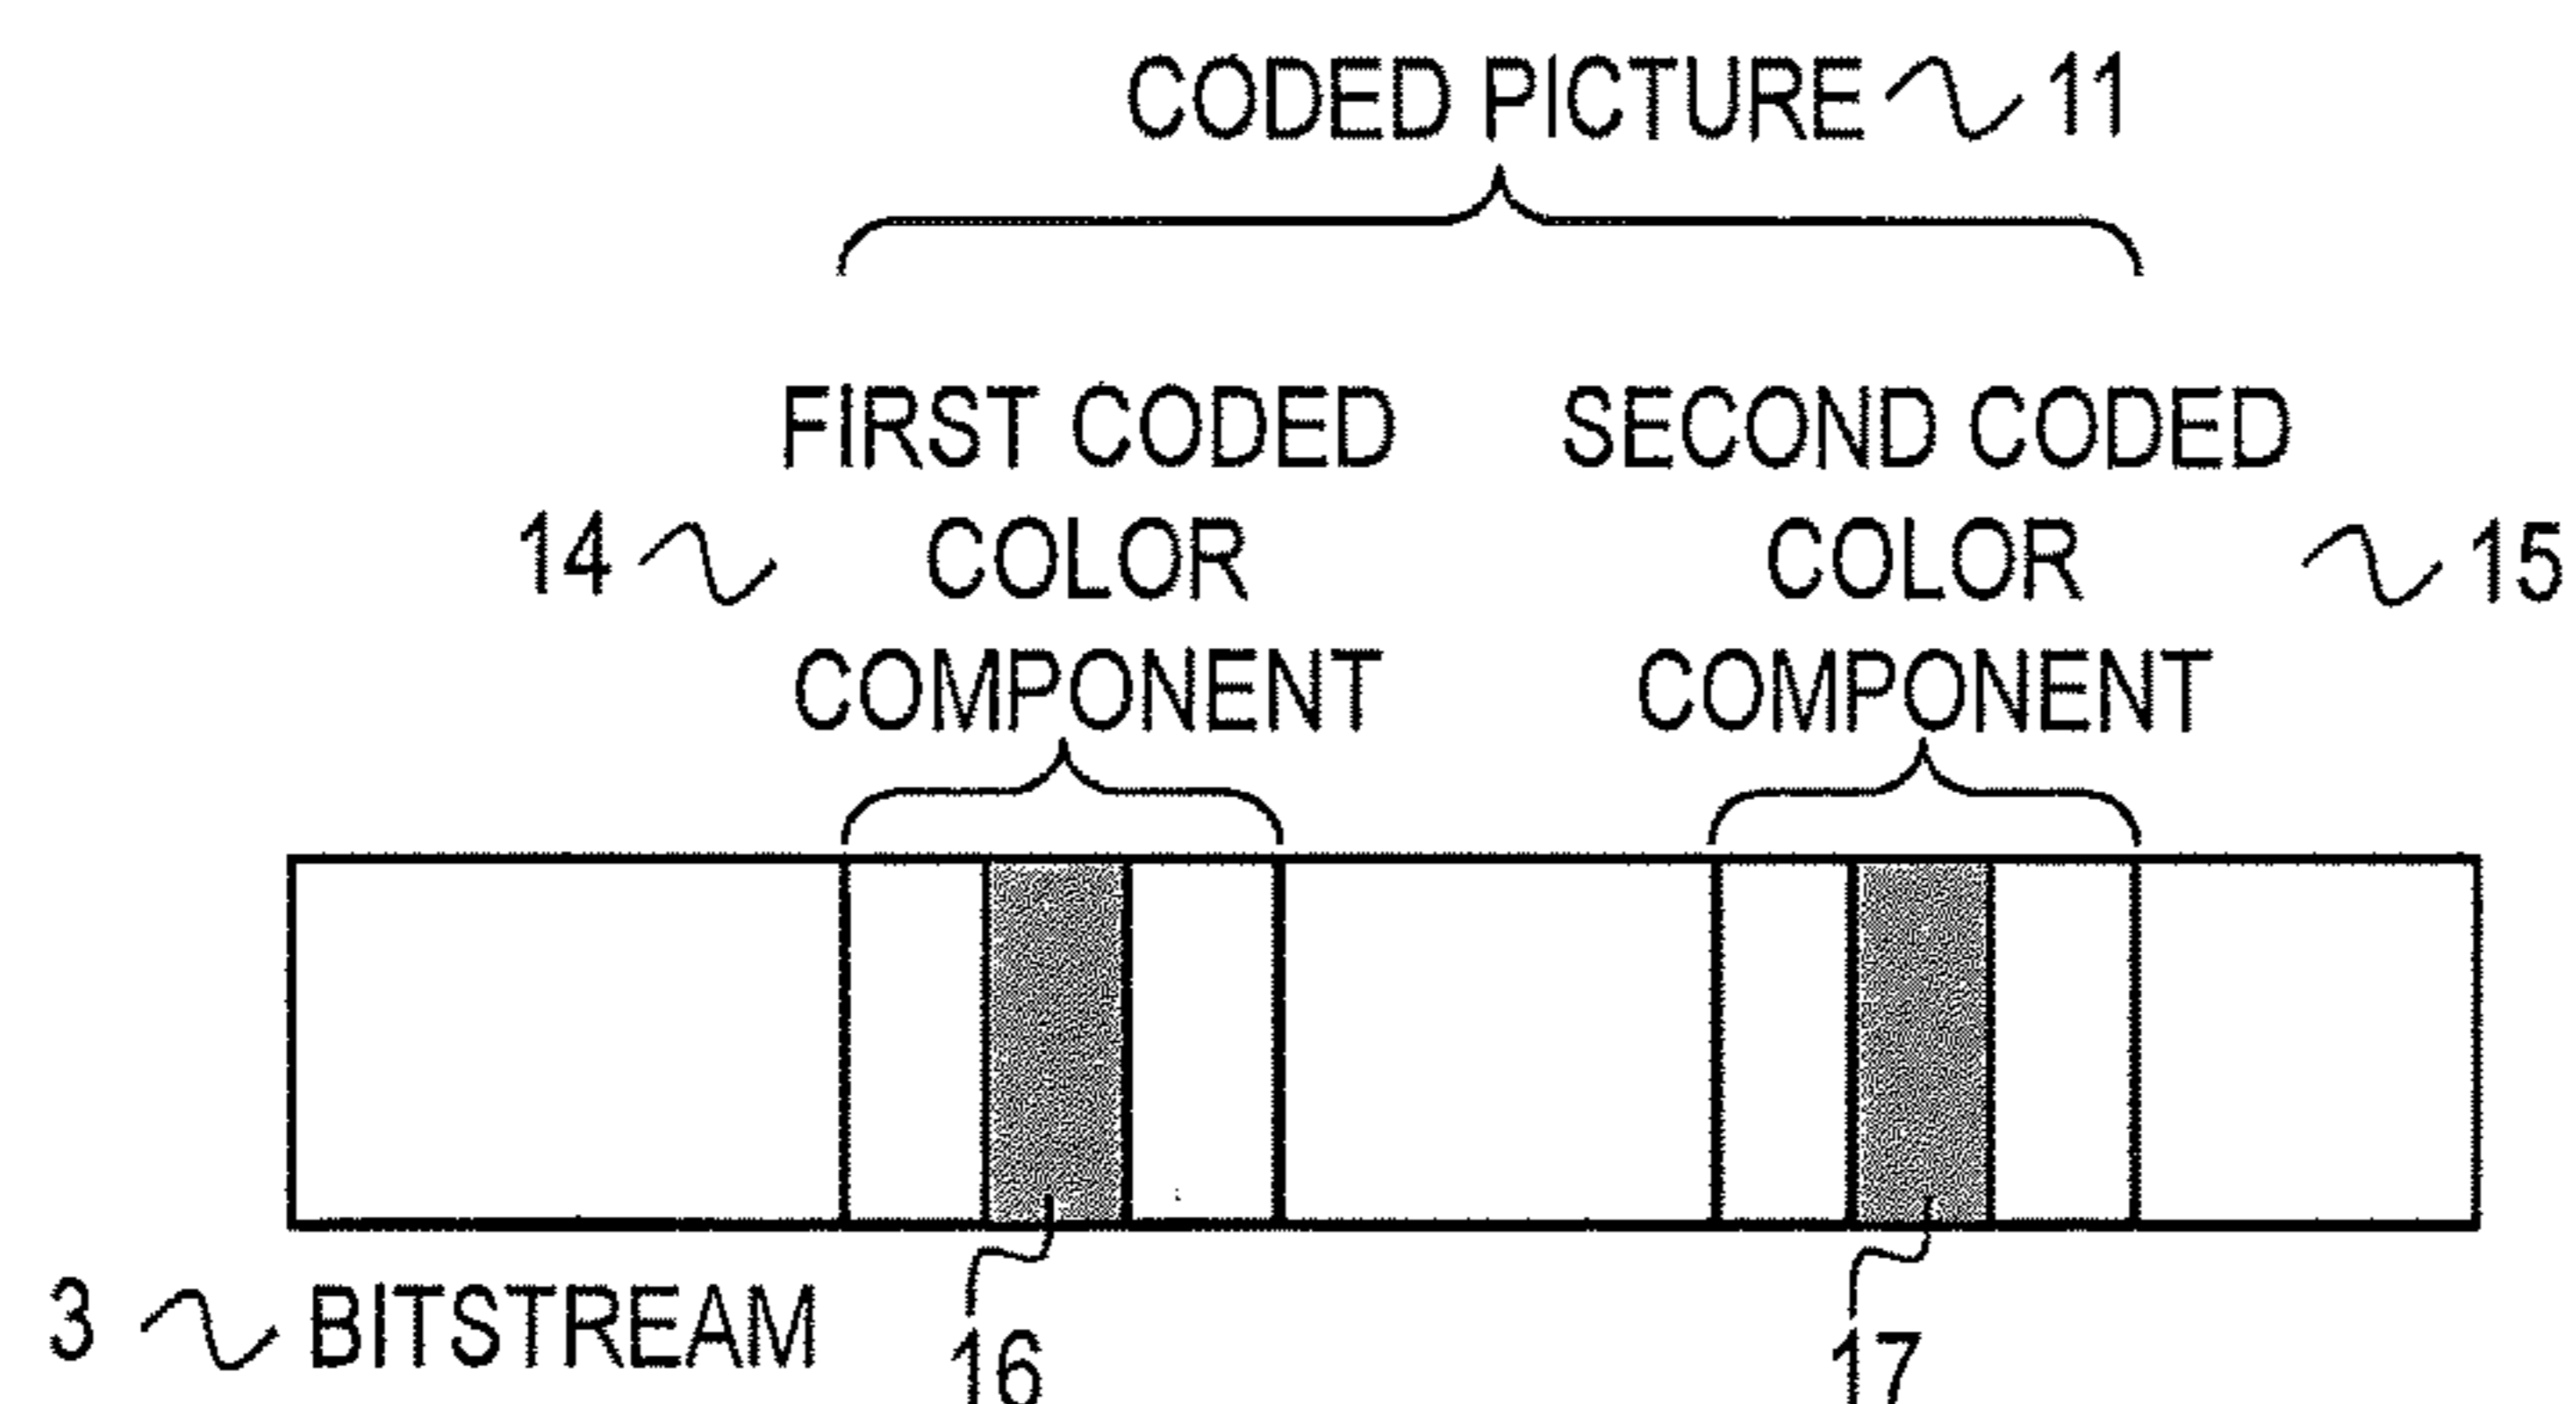 CODED PICTURE 11
FIRST CODED
14 COLOR
COMPONENT
SECOND CODED
COLOR 15
COMPONENT
3 BITSTREAM
16
17